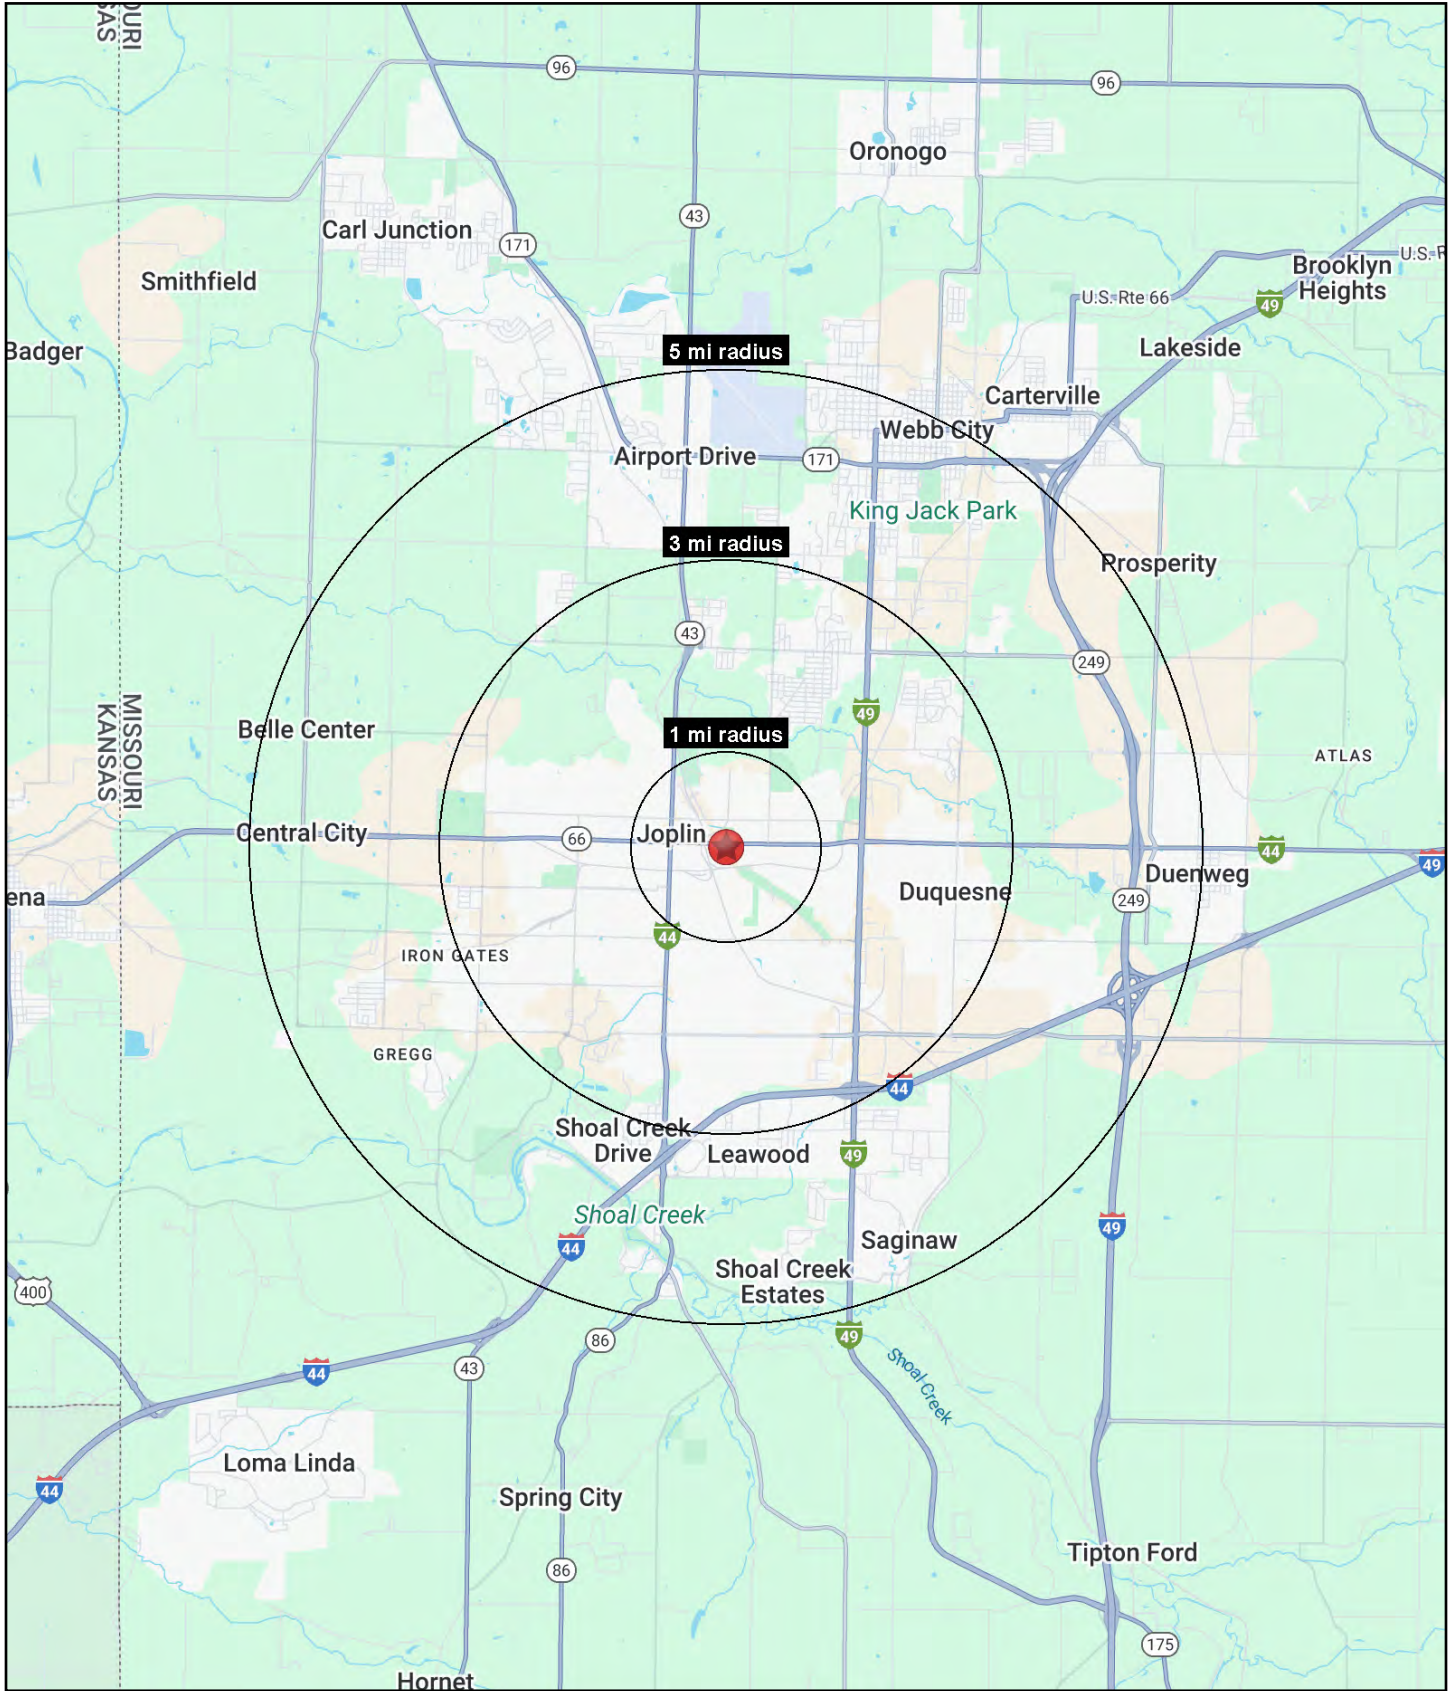 MISSOURI
KANSAS
96
96
Oronogo
Carl Junction
43
171
Smithfield
U.S. R
Brooklyn
Heights
U.S. Rte 66
49
Badger
5 mi radius
Lakeside
Carterville
Webb City
Airport Drive
171
King Jack Park
3 mi radius
Prosperity
43
249
MISSOURI
KANSAS
Belle Center
49
1 mi radius
ATLAS
Central City
66
Joplin
44
49
Duenweg
Duquesne
ena
249
44
IRON GATES
GREGG
44
Shoal Creek
Drive
Leawood
49
Shoal Creek
49
44
Saginaw
Shoal Creek
Estates
400
86
49
43
44
Shoal Creek
Loma Linda
44
Spring City
Tipton Ford
86
175
Hornet